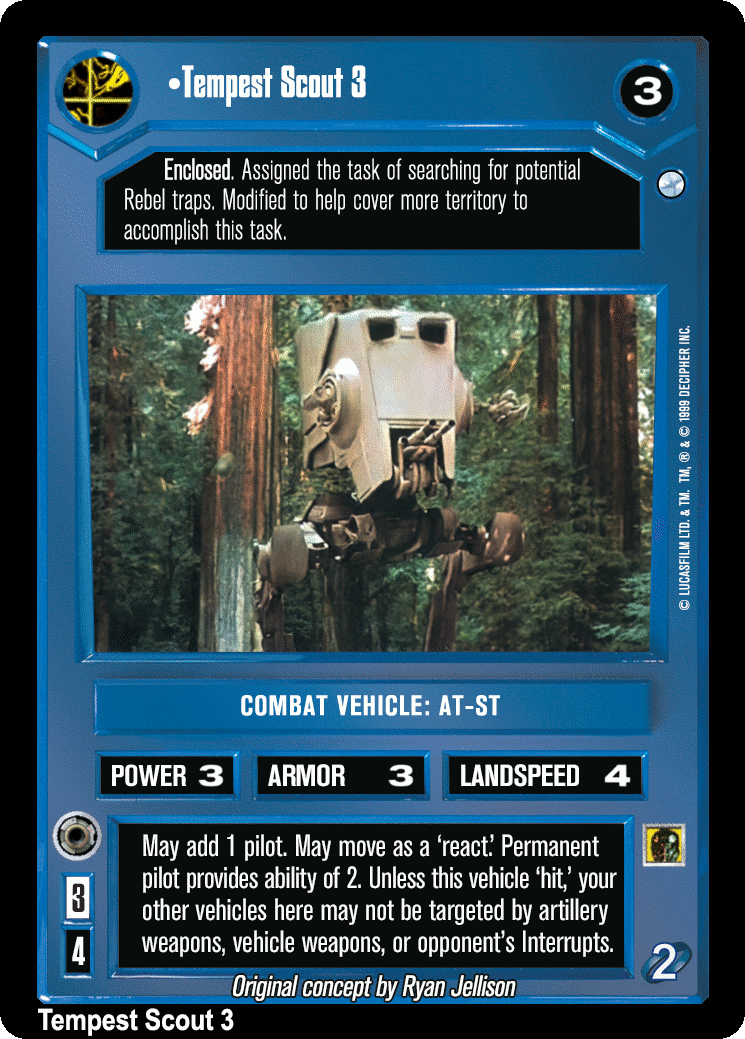 •Tempest Scout 3
3
Enclosed. Assigned the task of searching for potential
Rebel traps. Modified to help cover more territory to
accomplish this task.
© LUCASFILM LTD. & TM. TM, ® & © 1999 DECIPHER INC.
COMBAT VEHICLE: AT-ST
POWER 3
ARMOR 3
LANDSPEED 4
May add 1 pilot. May move as a ‘react.’ Permanent
pilot provides ability of 2. Unless this vehicle ‘hit,’ your
other vehicles here may not be targeted by artillery
weapons, vehicle weapons, or opponent’s Interrupts.
3
4
2
Original concept by Ryan Jellison
Tempest Scout 3